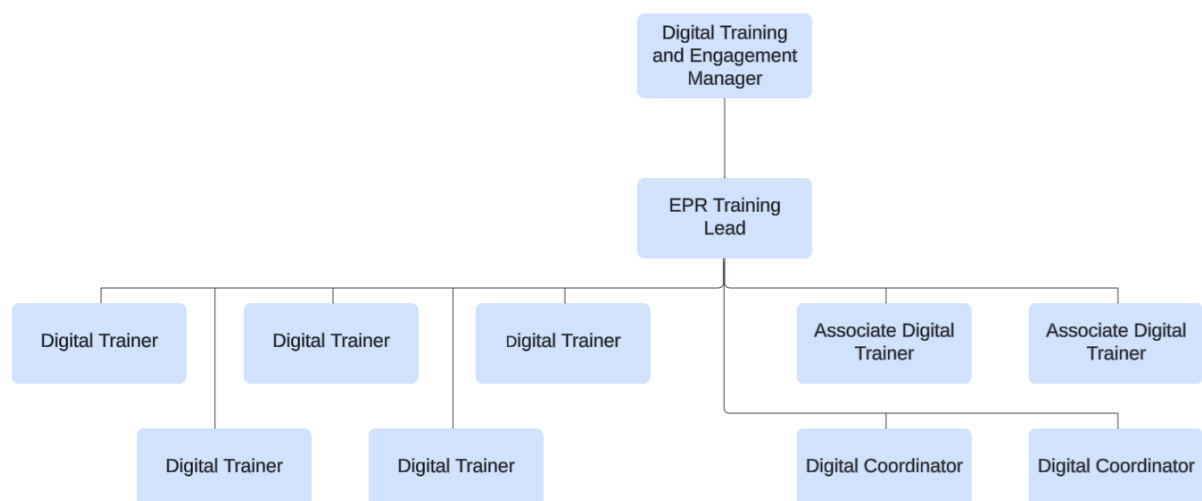 Digital Training
and Engagement
Manager
EPR Training
Lead
Digital Trainer
Digital Trainer
Digital Trainer
Associate Digital
Trainer
Associate Digital
Trainer
Digital Trainer
Digital Trainer
Digital Coordinator
Digital Coordinator